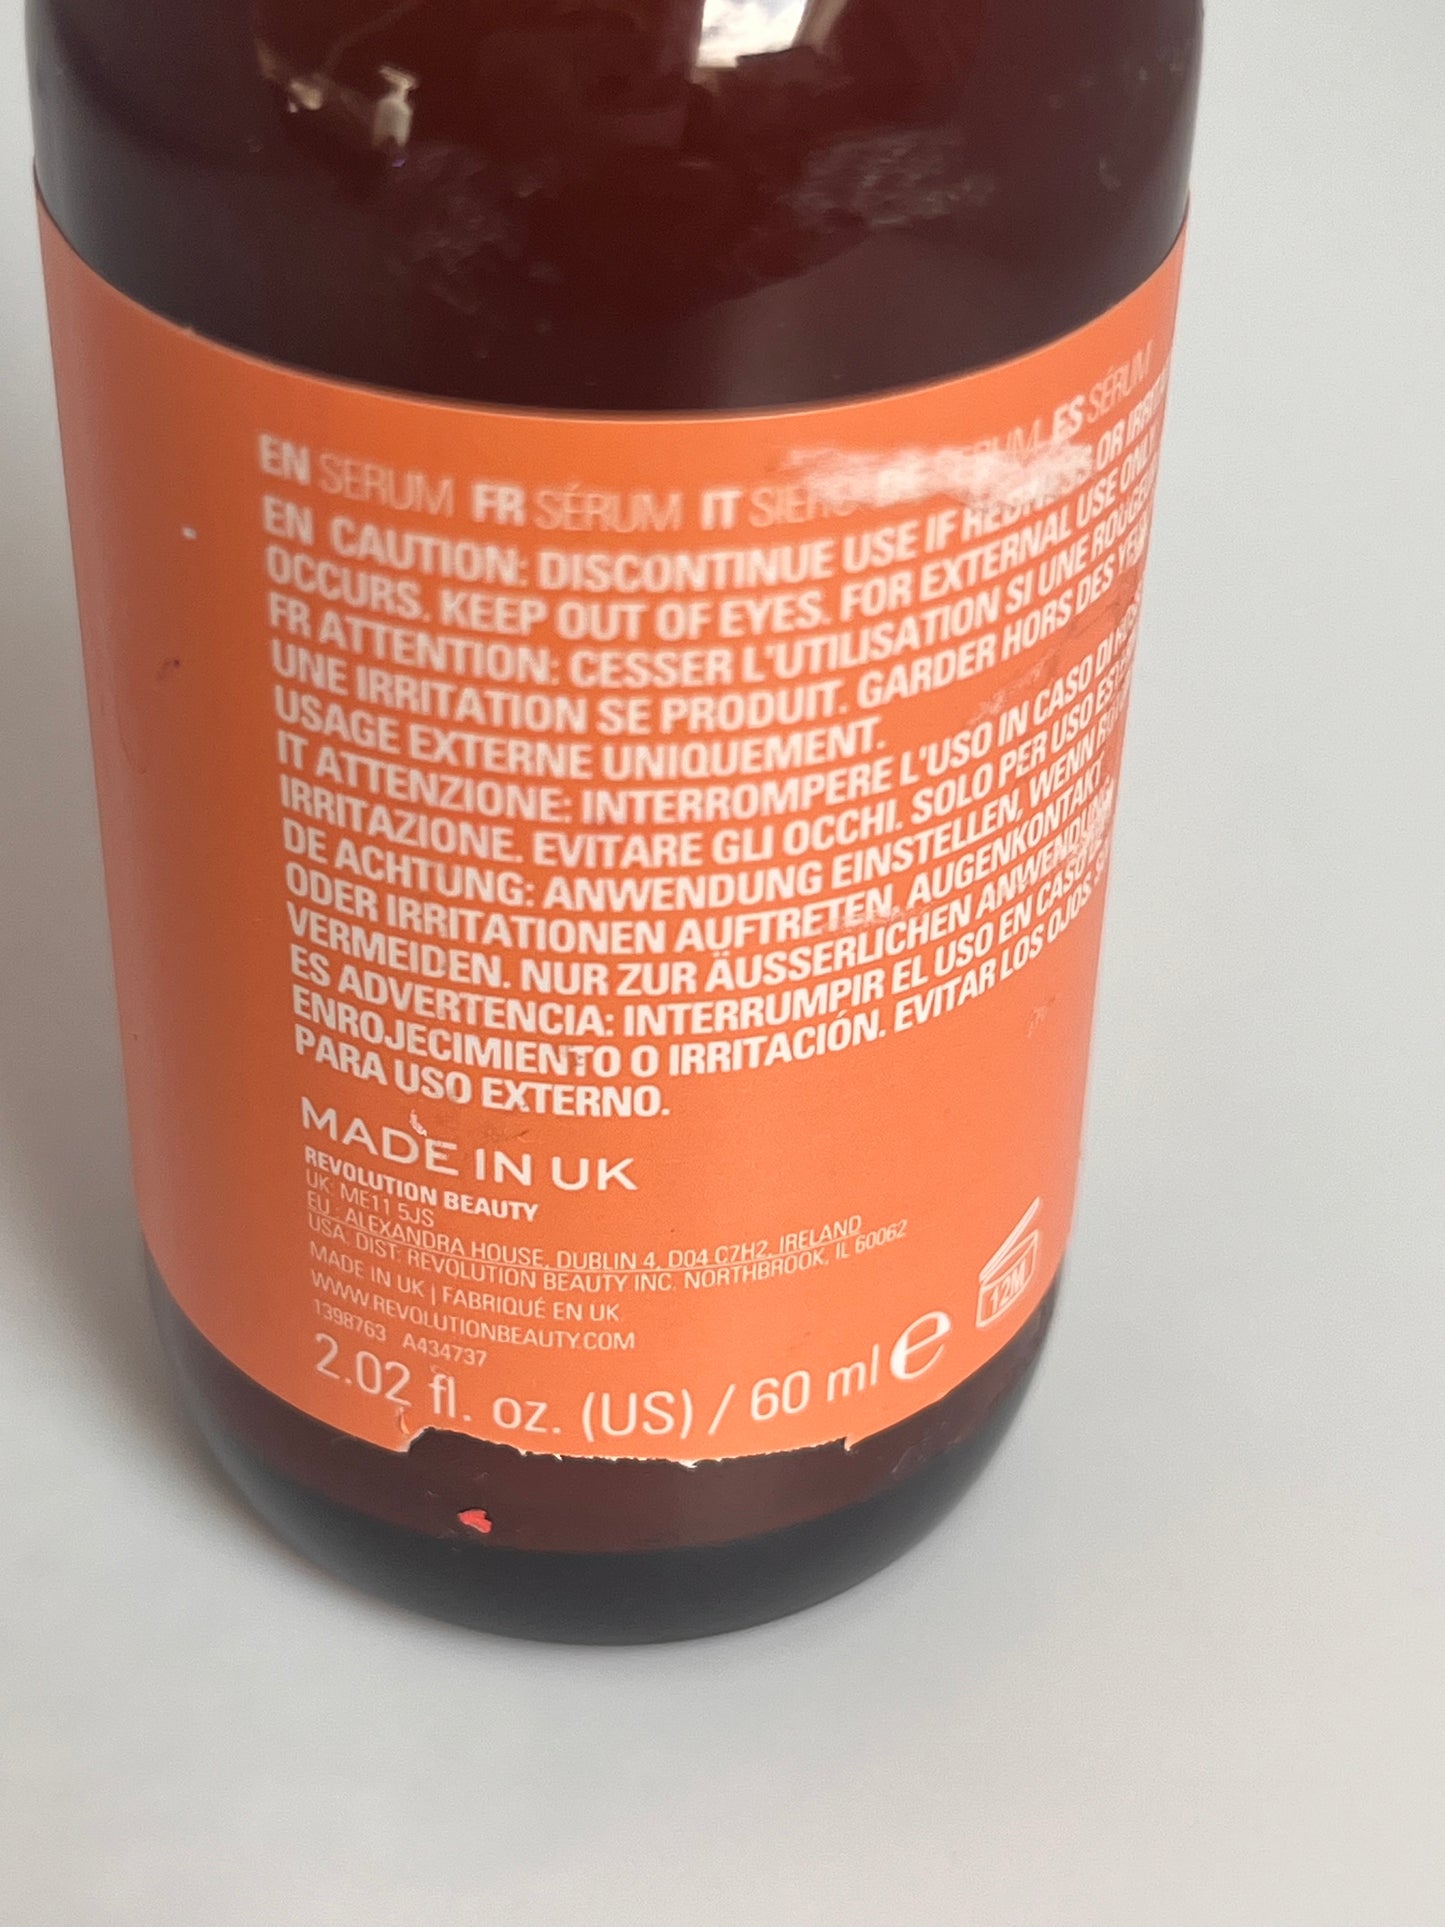 EN SERUM FR SÉRUM IT SIERO DE SERUM ES SÉRUM
EN CAUTION: DISCONTINUE USE IF REDNESS OR
OCCURS. KEEP OUT OF EYES. FOR EXTERNAL USE ONLY
FR ATTENTION: CESSER L'UTILISATION SI UNE
UNE IRRITATION SE PRODUIT. GARDER HORS DES YEUX
USAGE EXTERNE UNIQUEMENT.
IT ATTENZIONE: INTERROMPERE L'USO IN CASO DI
IRRITAZIONE. EVITARE GLI OCCHI. SOLO PER USO
DE ACHTUNG: ANWENDUNG EINSTELLEN, WENN
ODER IRRITATIONEN AUFTRETEN. AUGENKONTAKT
VERMEIDEN. NUR ZUR ÄUSSERLICHEN ANWENDUNG
ES ADVERTENCIA: INTERRUMPIR EL USO EN CASO
ENROJECIMIENTO O IRRITACIÓN. EVITAR LOS OJOS.
PARA USO EXTERNO.
MADE IN UK
REVOLUTION BEAUTY
UK: ME11 5JS
EU: ALEXANDRA HOUSE, DUBLIN 4, D04 C7H2, IRELAND
USA: DIST: REVOLUTION BEAUTY INC. NORTHBROOK, IL 60062
MADE IN UK | FABRIQUÉ EN UK
WWW.REVOLUTIONBEAUTY.COM
1398763 A434737
2.02 fl. oz. (US) / 60 ml e
12M